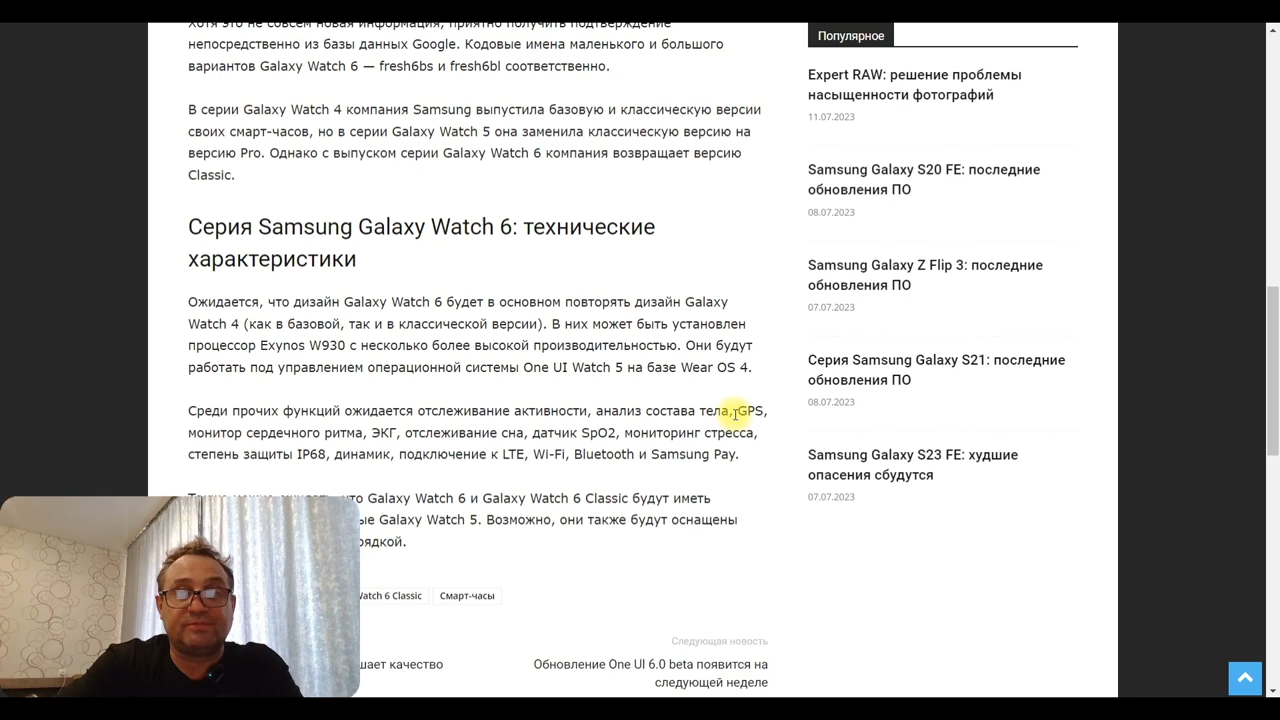 Хотя это не совсем новая информация, приятно получить подтверждение
непосредственно из базы данных Google. Кодовые имена маленького и большого
вариантов Galaxy Watch 6 — fresh6bs и fresh6bl соответственно.
В серии Galaxy Watch 4 компания Samsung выпустила базовую и классическую версии
своих смарт-часов, но в серии Galaxy Watch 5 она заменила классическую версию на
версию Pro. Однако с выпуском серии Galaxy Watch 6 компания возвращает версию
Classic.
Серия Samsung Galaxy Watch 6: технические
характеристики
Ожидается, что дизайн Galaxy Watch 6 будет в основном повторять дизайн Galaxy
Watch 4 (как в базовой, так и в классической версии). В них может быть установлен
процессор Exynos W930 с несколько более высокой производительностью. Они будут
работать под управлением операционной системы One UI Watch 5 на базе Wear OS 4.
Среди прочих функций ожидается отслеживание активности, анализ состава тела, GPS,
монитор сердечного ритма, ЭКГ, отслеживание сна, датчик SpO2, мониторинг стресса,
степень защиты IP68, динамик, подключение к LTE, Wi-Fi, Bluetooth и Samsung Pay.
Galaxy Watch 6 и Galaxy Watch 6 Classic будут иметь
Galaxy Watch 5. Возможно, они также будут оснащены
Watch 6 Classic
Смарт-часы
качество
Следующая новость
Обновление One UI 6.0 beta появится на
следующей неделе
Популярное
Expert RAW: решение проблемы
насыщенности фотографий
11.07.2023
Samsung Galaxy S20 FE: последние
обновления ПО
08.07.2023
Samsung Galaxy Z Flip 3: последние
обновления ПО
07.07.2023
Серия Samsung Galaxy S21: последние
обновления ПО
08.07.2023
Samsung Galaxy S23 FE: худшие
опасения сбудутся
07.07.2023